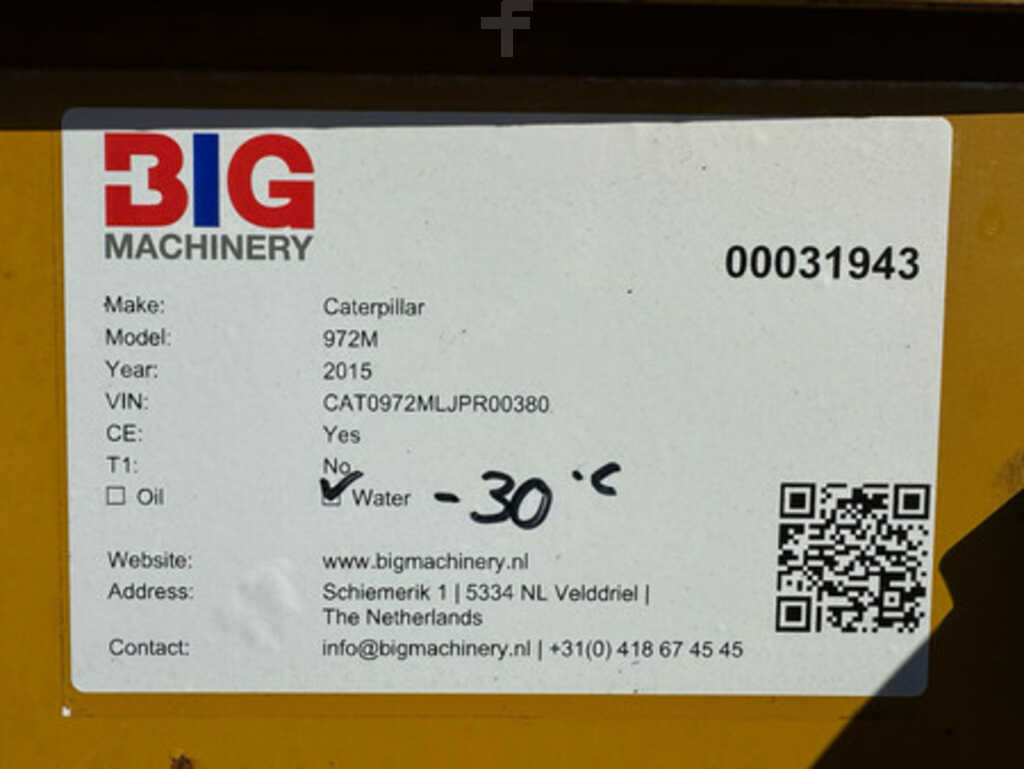 BIG
MACHINERY
00031943
Make: Caterpillar
Model: 972M
Year: 2015
VIN: CAT0972MLJPR00380
CE: Yes
T1: No
☐ Oil ☑ Water -30°C
Website: www.bigmachinery.nl
Address: Schiemerik 1 | 5334 NL Velddriel |
The Netherlands
Contact: info@bigmachinery.nl | +31(0) 418 67 45 45